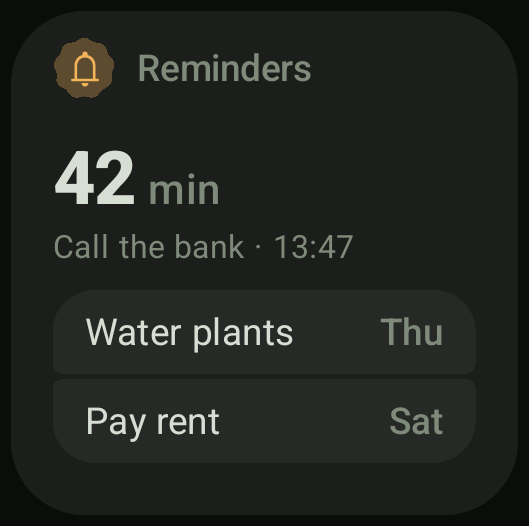 Reminders
42 min
Call the bank · 13:47
Water plants Thu
Pay rent Sat